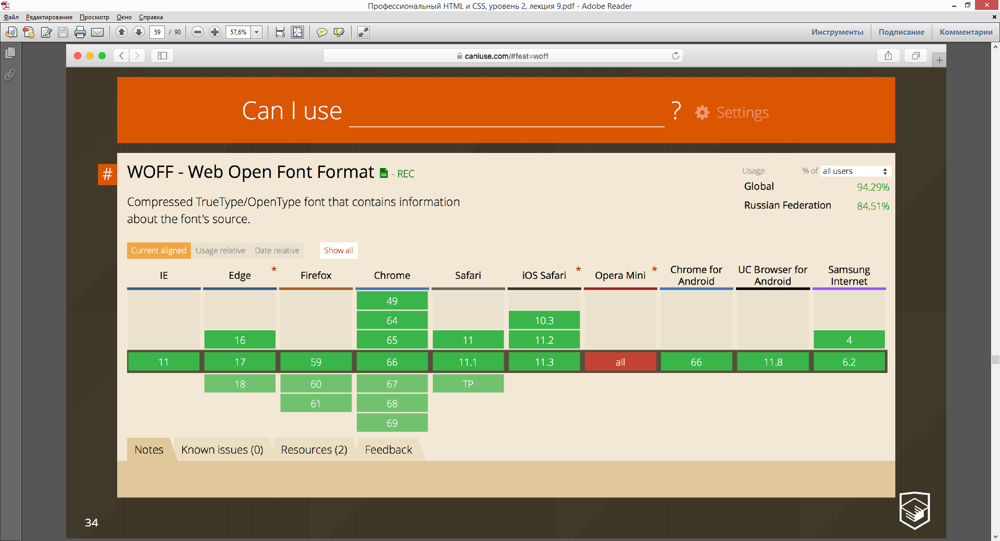 Профессиональный HTML и CSS, уровень 2, лекция 9.pdf - Adobe Reader
Файл Редактирование Просмотр Окно Справка
59 / 90 57,6% Инструменты Подписание Комментарии
caniuse.com/#feat=woff
Can I use ? Settings
# WOFF - Web Open Font Format - REC
Usage % of all users
Global 94.29%
Russian Federation 84.51%
Compressed TrueType/OpenType font that contains information
about the font's source.
Current aligned Usage relative Date relative Show all
IE Edge * Firefox Chrome Safari iOS Safari * Opera Mini * Chrome for Android UC Browser for Android Samsung Internet
49
64 10.3
16 65 11 11.2 4
11 17 59 66 11.1 11.3 all 66 11.8 6.2
18 60 67 TP
61 68
69
Notes Known issues (0) Resources (2) Feedback
34